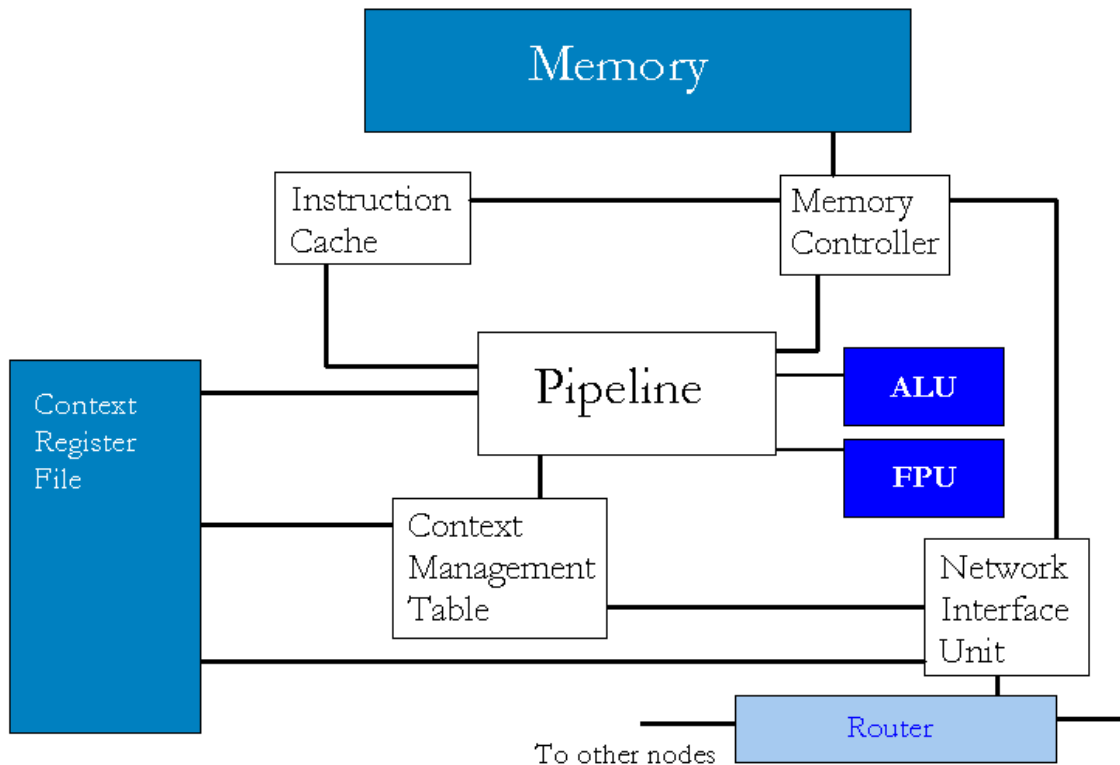 Memory
Instruction
Cache
Memory
Controller
Pipeline
ALU
FPU
Context
Register
File
Context
Management
Table
Network
Interface
Unit
Router
To other nodes